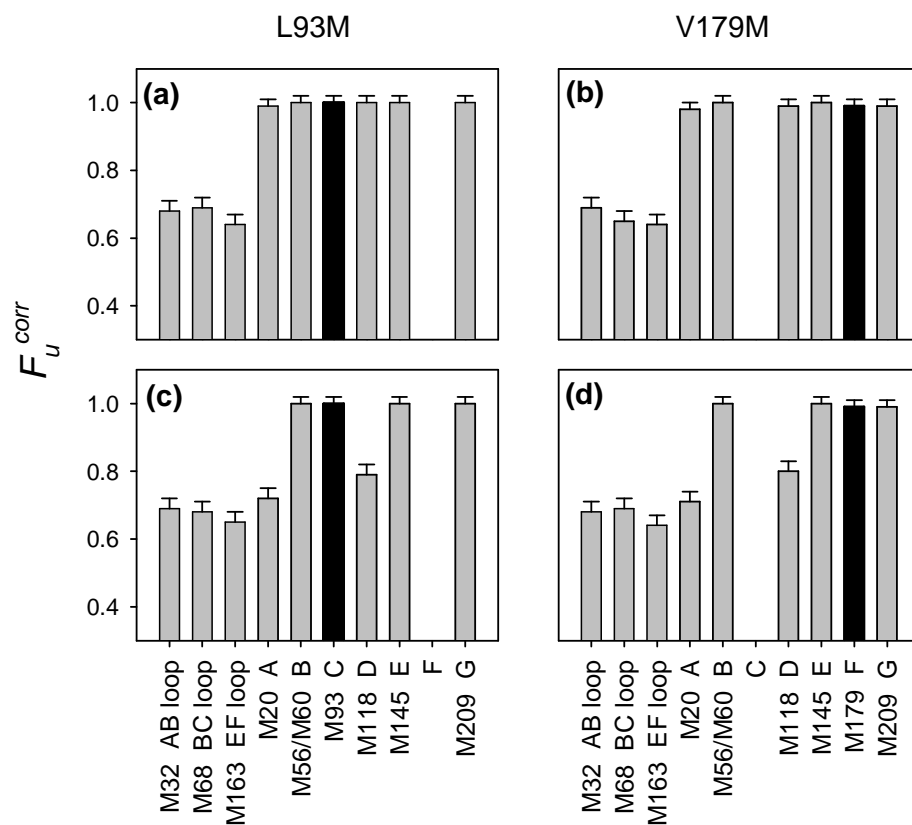 L93M V179M
(a) (b)
1.0
0.8
0.6
0.4
F_u^corr
(c) (d)
1.0
0.8
0.6
0.4
M32 AB loop
M68 BC loop
M163 EF loop
M20 A
M56/M60 B
M93 C
M118 D
M145 E
F
M209 G
M32 AB loop
M68 BC loop
M163 EF loop
M20 A
M56/M60 B
C
M118 D
M145 E
M179 F
M209 G